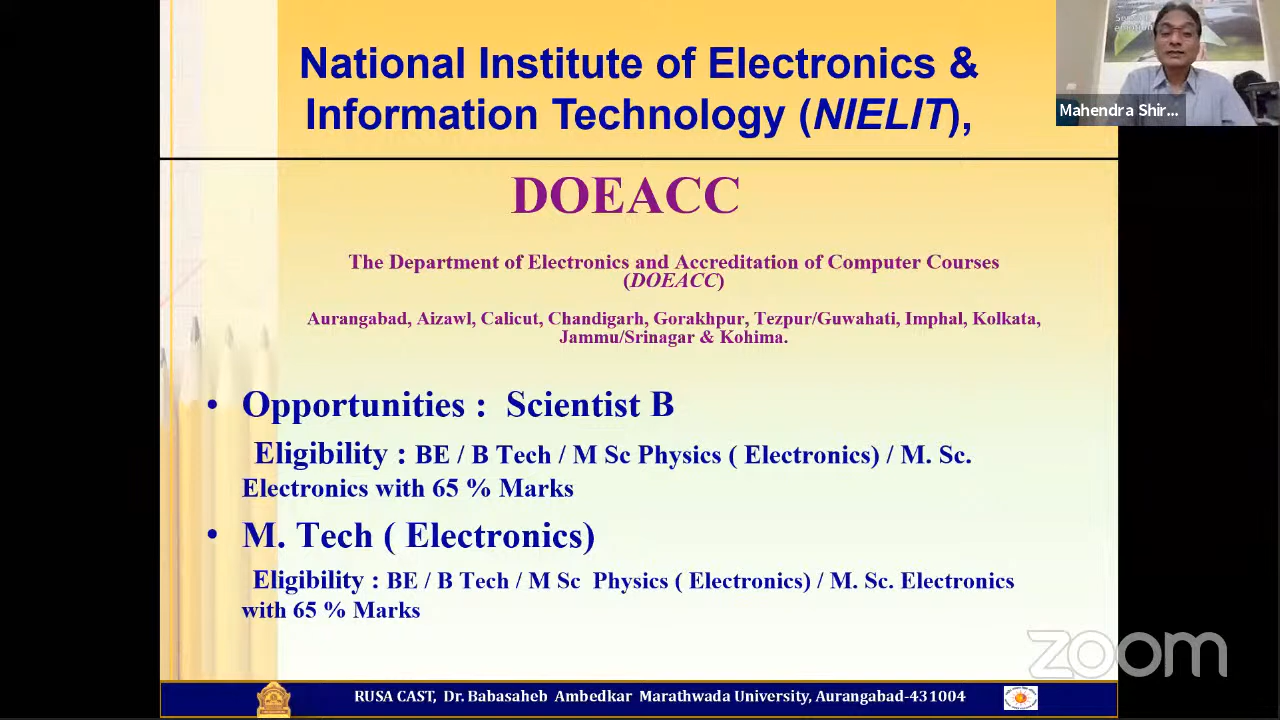 National Institute of Electronics &
Information Technology (NIELIT),
Mahendra Shir...
DOEACC
The Department of Electronics and Accreditation of Computer Courses
(DOEACC)
Aurangabad, Aizawl, Calicut, Chandigarh, Gorakhpur, Tezpur/Guwahati, Imphal, Kolkata,
Jammu/Srinagar & Kohima.
• Opportunities : Scientist B
Eligibility : BE / B Tech / M Sc Physics ( Electronics) / M. Sc.
Electronics with 65 % Marks
• M. Tech ( Electronics)
Eligibility : BE / B Tech / M Sc Physics ( Electronics) / M. Sc. Electronics
with 65 % Marks
zoom
RUSA CAST, Dr. Babasaheb Ambedkar Marathwada University, Aurangabad-431004